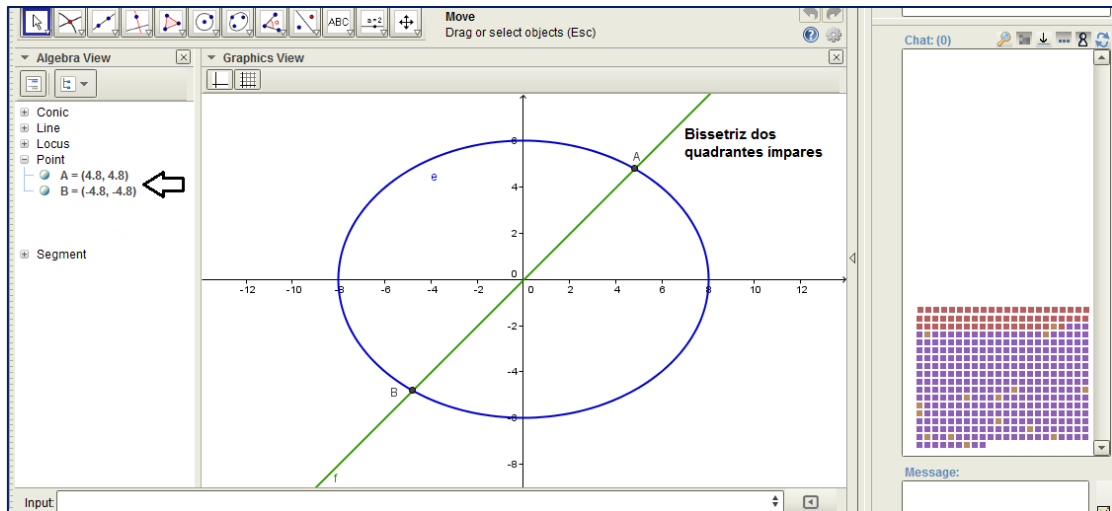 ABC
a=2
Move
Drag or select objects (Esc)
Algebra View
Graphics View
Conic
Line
Locus
Point
A = (4.8, 4.8)
B = (-4.8, -4.8)
Segment
Bissetriz dos
quadrantes ímpares
A
e
B
f
6
4
2
0
-2
-4
-6
-8
-12
-10
-8
-6
-4
-2
0
2
4
6
8
10
12
Input:
Chat: (0)
Message: